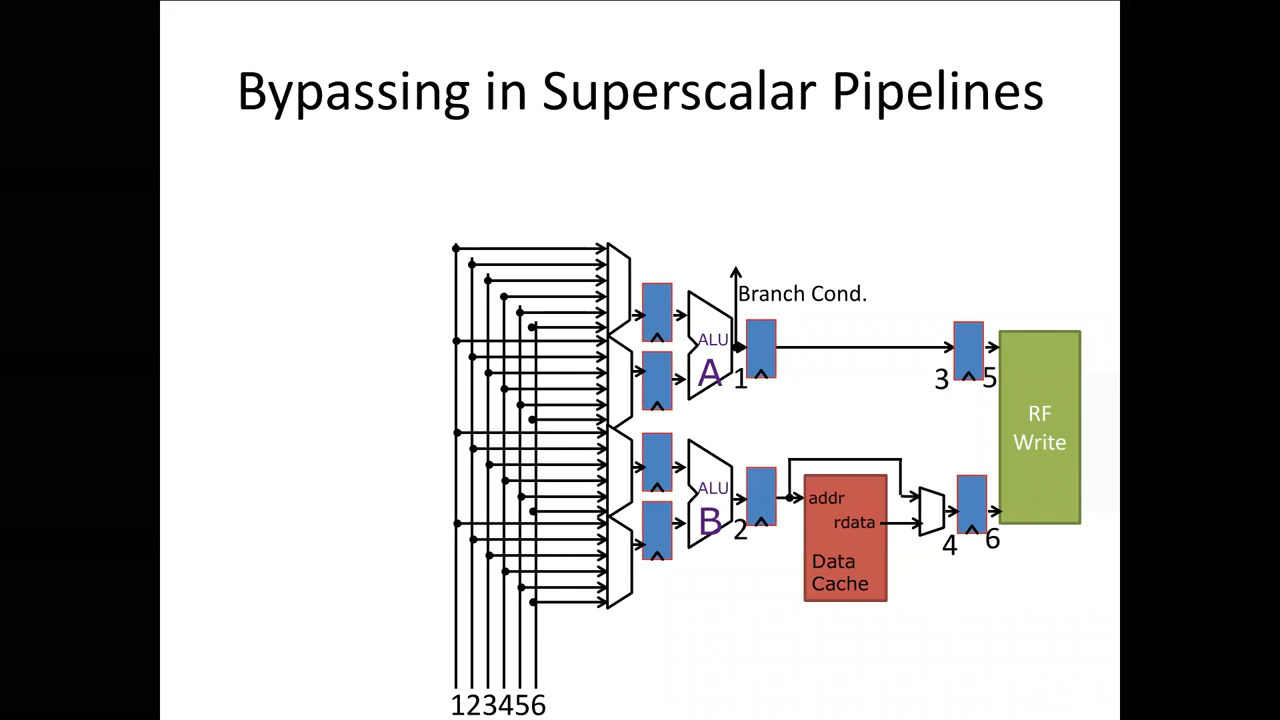 Bypassing in Superscalar Pipelines
Branch Cond.
ALU
A
1
3
5
RF
Write
ALU
B
2
addr
rdata
Data
Cache
4
6
123456